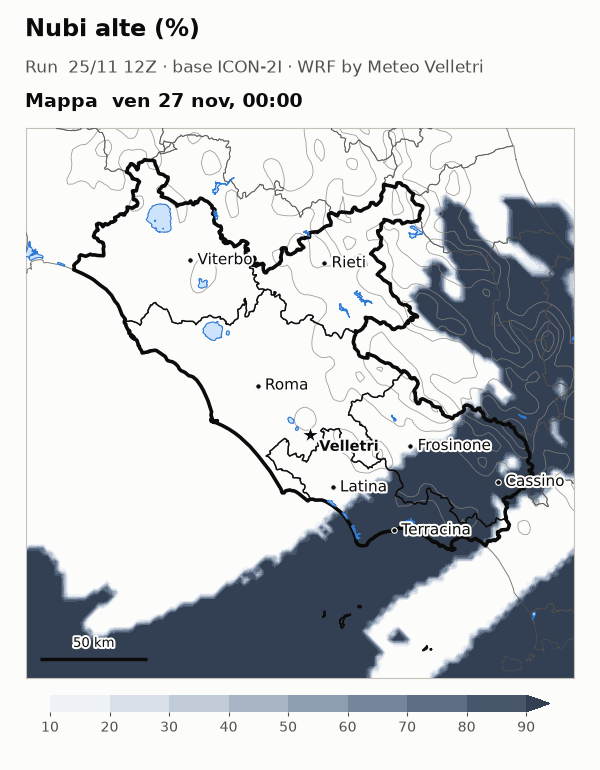 Nubi alte (%)
Run  25/11 12Z · base ICON-2I · WRF by Meteo Velletri
Mappa  ven 27 nov, 00:00
Viterbo
Rieti
Roma
Velletri
Frosinone
Cassino
Latina
Terracina
50 km
10 20 30 40 50 60 70 80 90